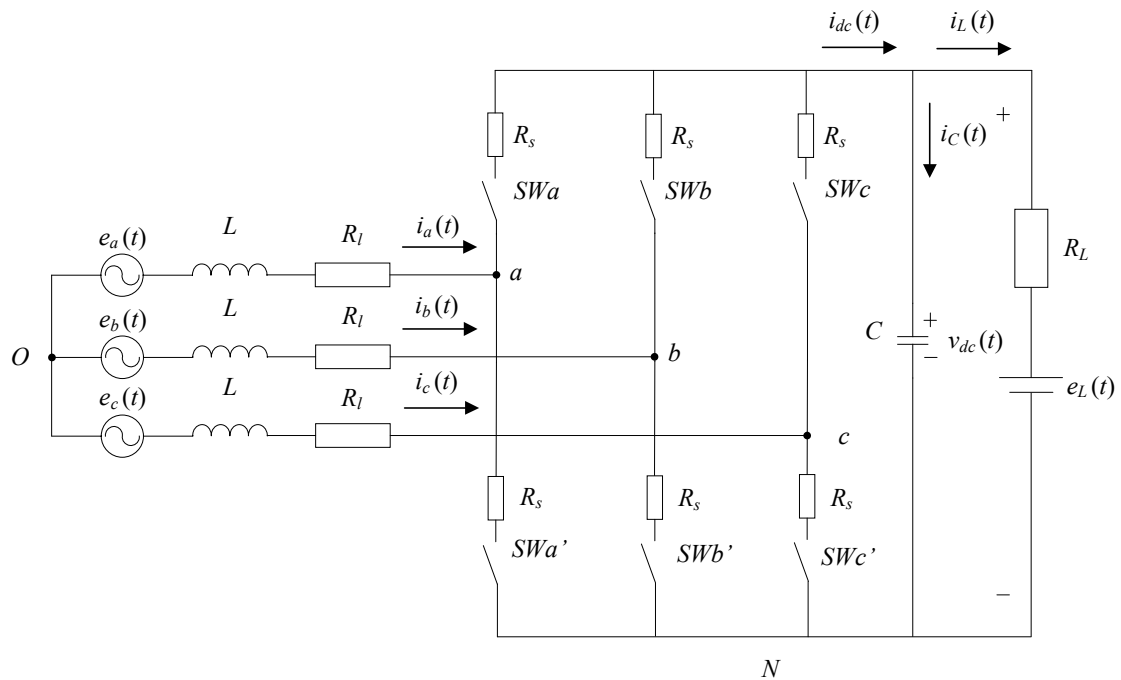 i_dc(t) i_L(t)
R_s R_s R_s i_C(t) +
SWa SWb SWc
e_a(t) L R_l i_a(t) a R_L
e_b(t) L R_l i_b(t) b
O C + v_dc(t) −
e_c(t) L R_l i_c(t) c e_L(t)
R_s R_s R_s
SWa’ SWb’ SWc’
−
N